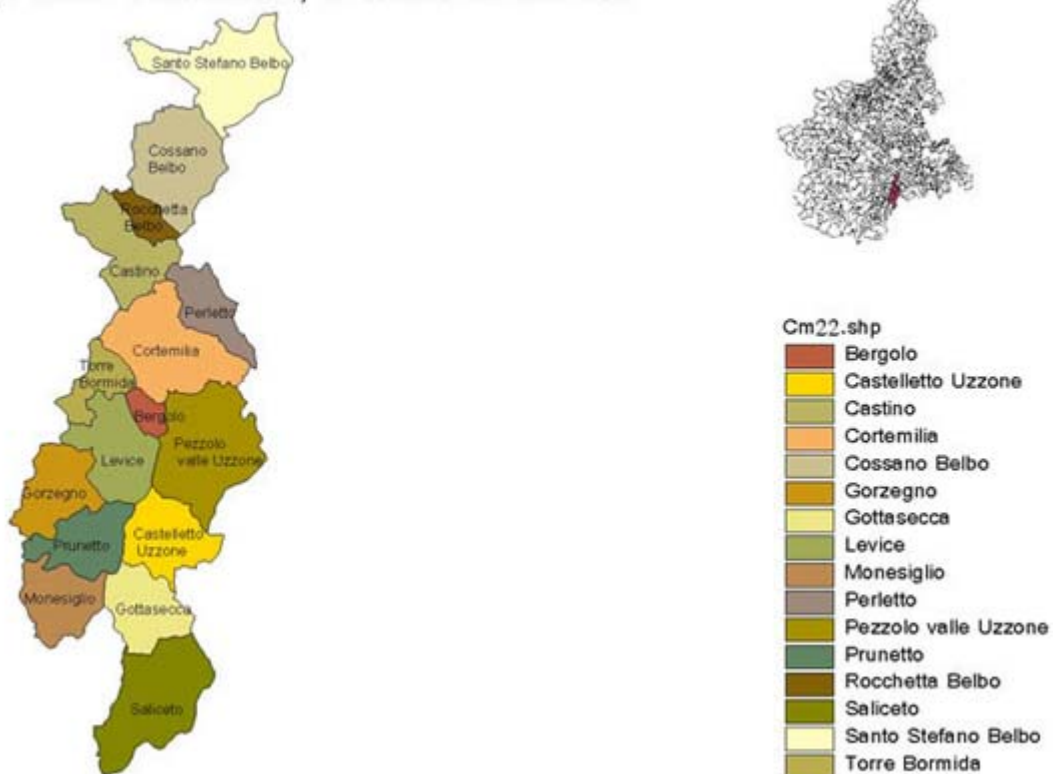 Santo Stefano Belbo
Cossano
Belbo
Rocchetta
Belbo
Castino
Perletto
Cortemilia
Torre
Bormida
Bergolo
Pezzolo
valle Uzzone
Levice
Gorzegno
Castelletto
Uzzone
Prunetto
Monesiglio
Gottasecca
Saliceto
Cm22.shp
Bergolo
Castelletto Uzzone
Castino
Cortemilia
Cossano Belbo
Gorzegno
Gottasecca
Levice
Monesiglio
Perletto
Pezzolo valle Uzzone
Prunetto
Rocchetta Belbo
Saliceto
Santo Stefano Belbo
Torre Bormida